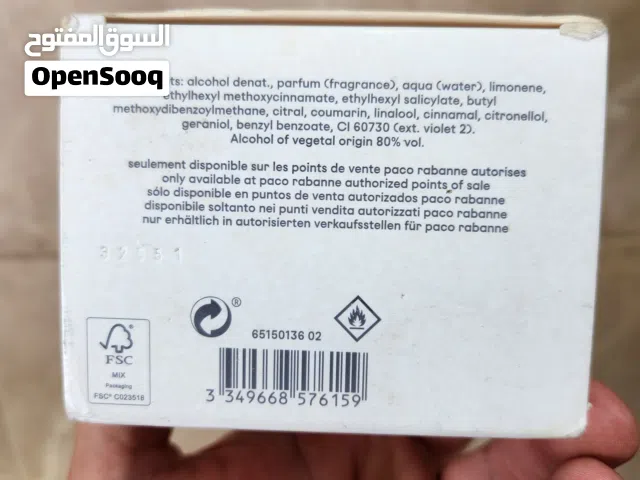 السوق المفتوح
OpenSooq
ts: alcohol denat., parfum (fragrance), aqua (water), limonene,
ethylhexyl methoxycinnamate, ethylhexyl salicylate, butyl
methoxydibenzoylmethane, citral, coumarin, linalool, cinnamal, citronellol,
geraniol, benzyl benzoate, CI 60730 (ext. violet 2).
Alcohol of vegetal origin 80% vol.
seulement disponible sur les points de vente paco rabanne autorises
only available at paco rabanne authorized points of sale
sólo disponible en puntos de venta autorizados paco rabanne
disponibile soltanto nei punti vendita autorizzati paco rabanne
nur erhältlich in autorisierten verkaufsstellen für paco rabanne
®
65150136 02
FSC
MIX
Packaging
FSC® C023518
3 349668 576159